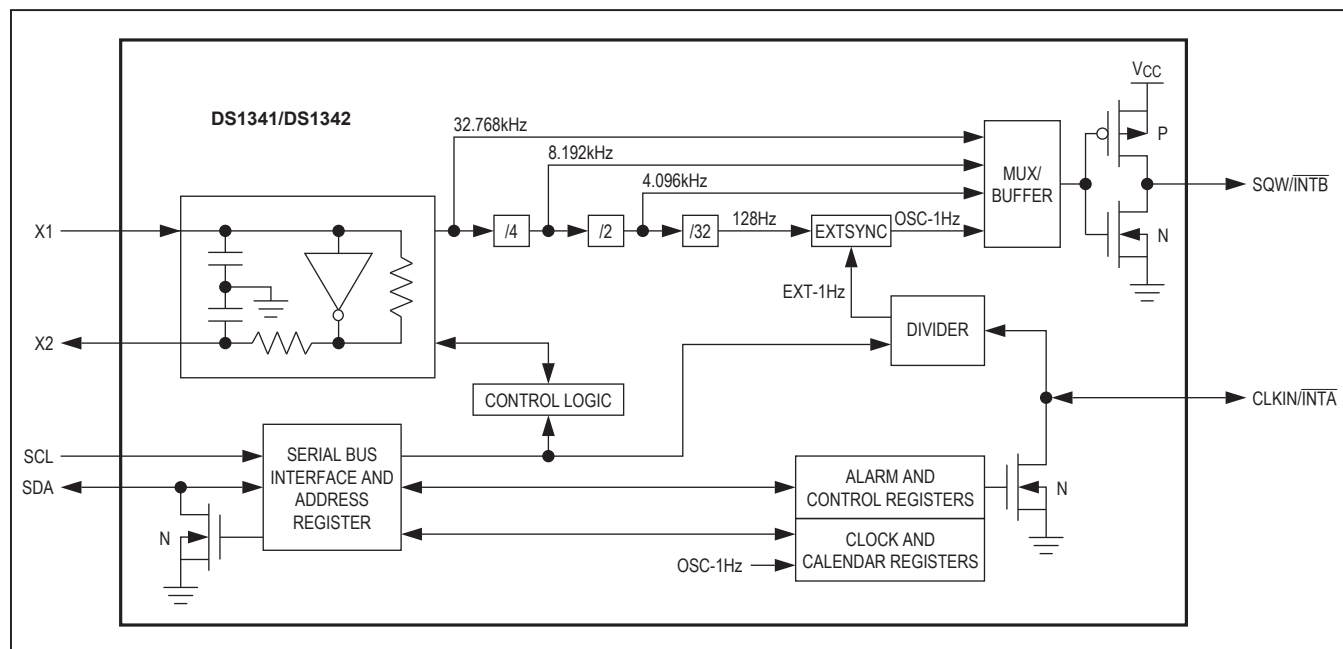 DS1341/DS1342
VCC
32.768kHz
8.192kHz
4.096kHz
P
MUX/
BUFFER
SQW/INTB
N
X1
/4
/2
/32
128Hz
EXTSYNC
OSC-1Hz
EXT-1Hz
DIVIDER
X2
CONTROL LOGIC
CLKIN/INTA
SCL
SDA
SERIAL BUS
INTERFACE AND
ADDRESS
REGISTER
ALARM AND
CONTROL REGISTERS
N
N
CLOCK AND
CALENDAR REGISTERS
OSC-1Hz